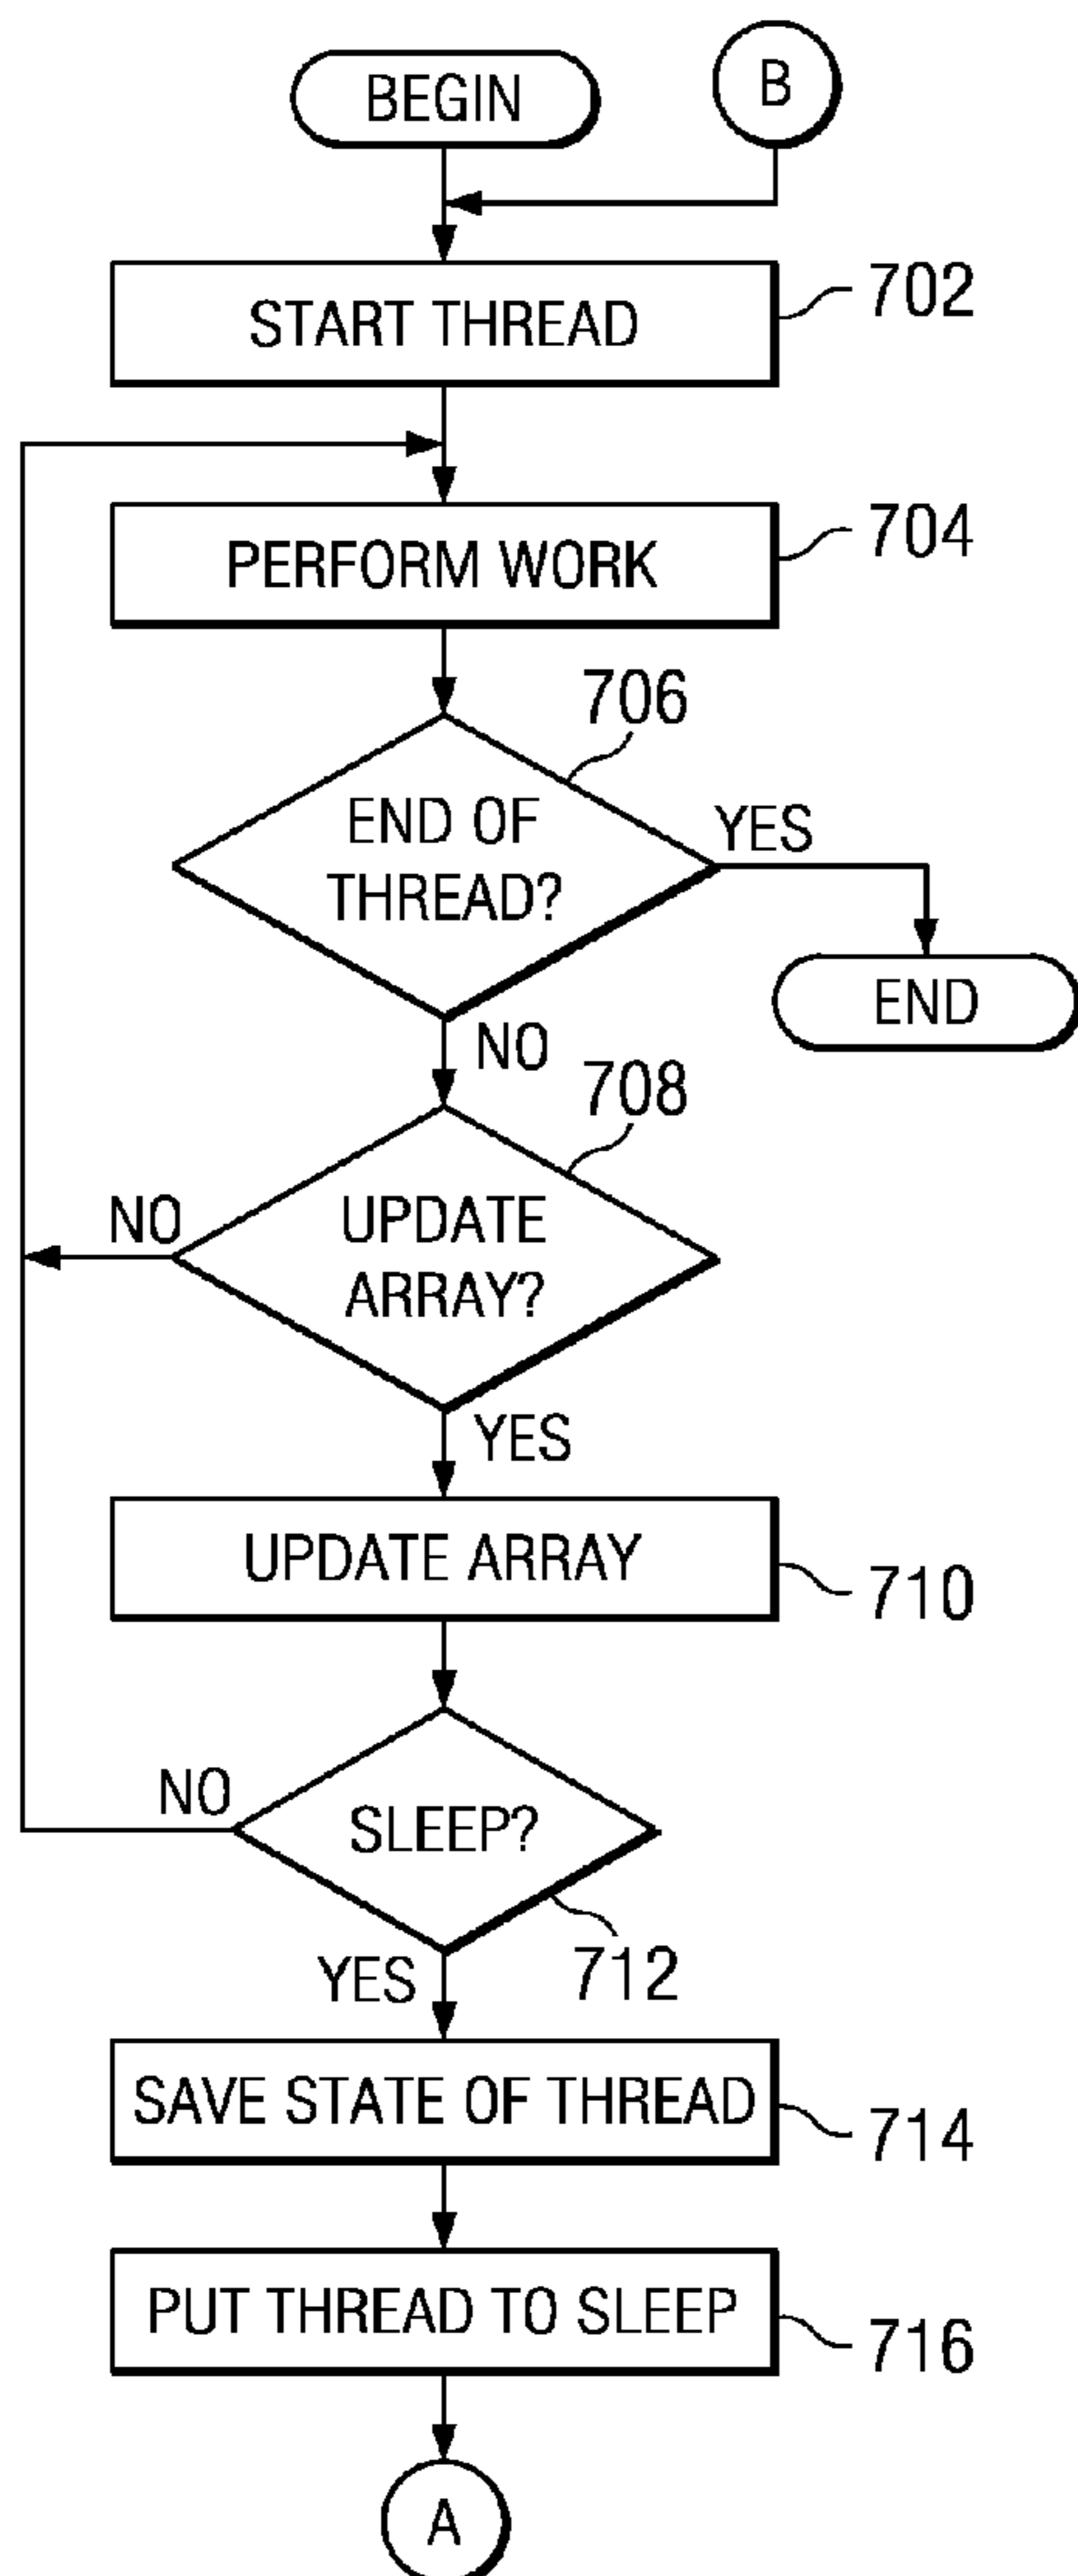 BEGIN
B
START THREAD
702
PERFORM WORK
704
706
END OF
THREAD?
YES
END
NO
708
NO
UPDATE
ARRAY?
YES
UPDATE ARRAY
710
NO
SLEEP?
YES
712
SAVE STATE OF THREAD
714
PUT THREAD TO SLEEP
716
A